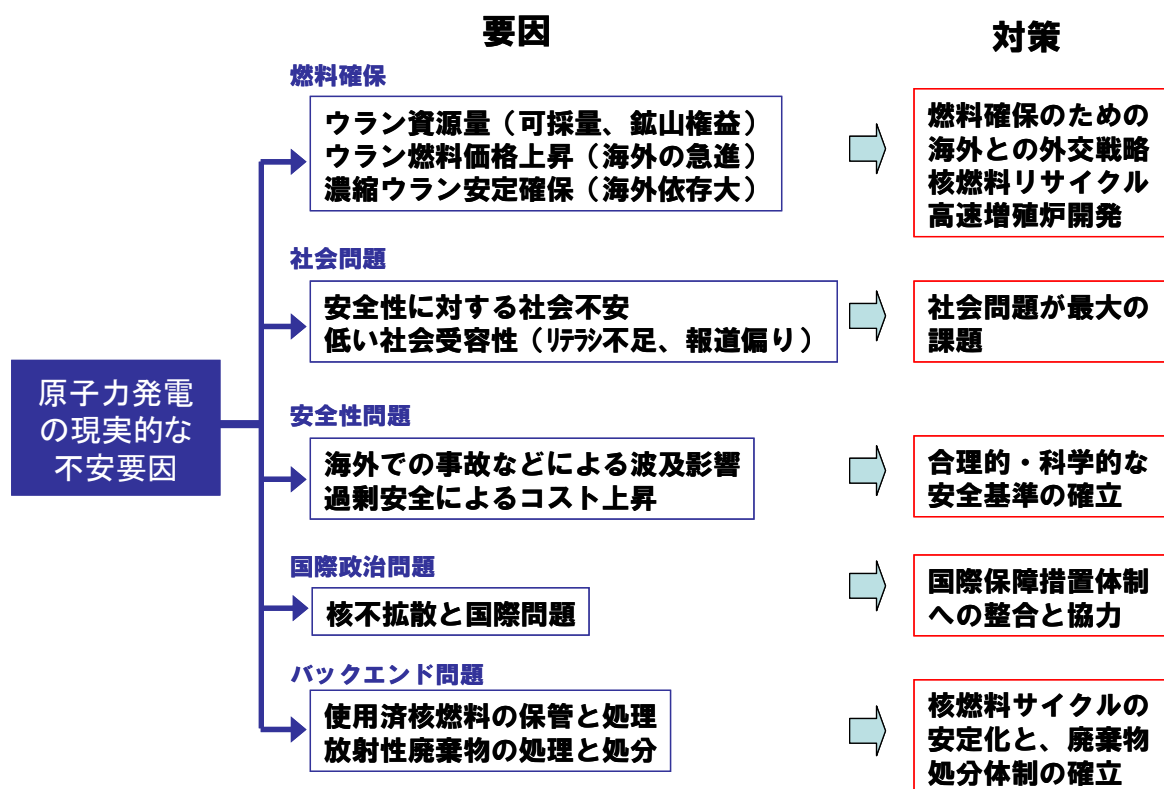 要因
対策
燃料確保
ウラン資源量（可採量、鉱山権益）
ウラン燃料価格上昇（海外の急進）
濃縮ウラン安定確保（海外依存大）
燃料確保のための
海外との外交戦略
核燃料リサイクル
高速増殖炉開発
社会問題
安全性に対する社会不安
低い社会受容性（ﾘﾃﾗｼ不足、報道偏り）
社会問題が最大の
課題
原子力発電
の現実的な
不安要因
安全性問題
海外での事故などによる波及影響
過剰安全によるコスト上昇
合理的・科学的な
安全基準の確立
国際政治問題
核不拡散と国際問題
国際保障措置体制
への整合と協力
バックエンド問題
使用済核燃料の保管と処理
放射性廃棄物の処理と処分
核燃料サイクルの
安定化と、廃棄物
処分体制の確立